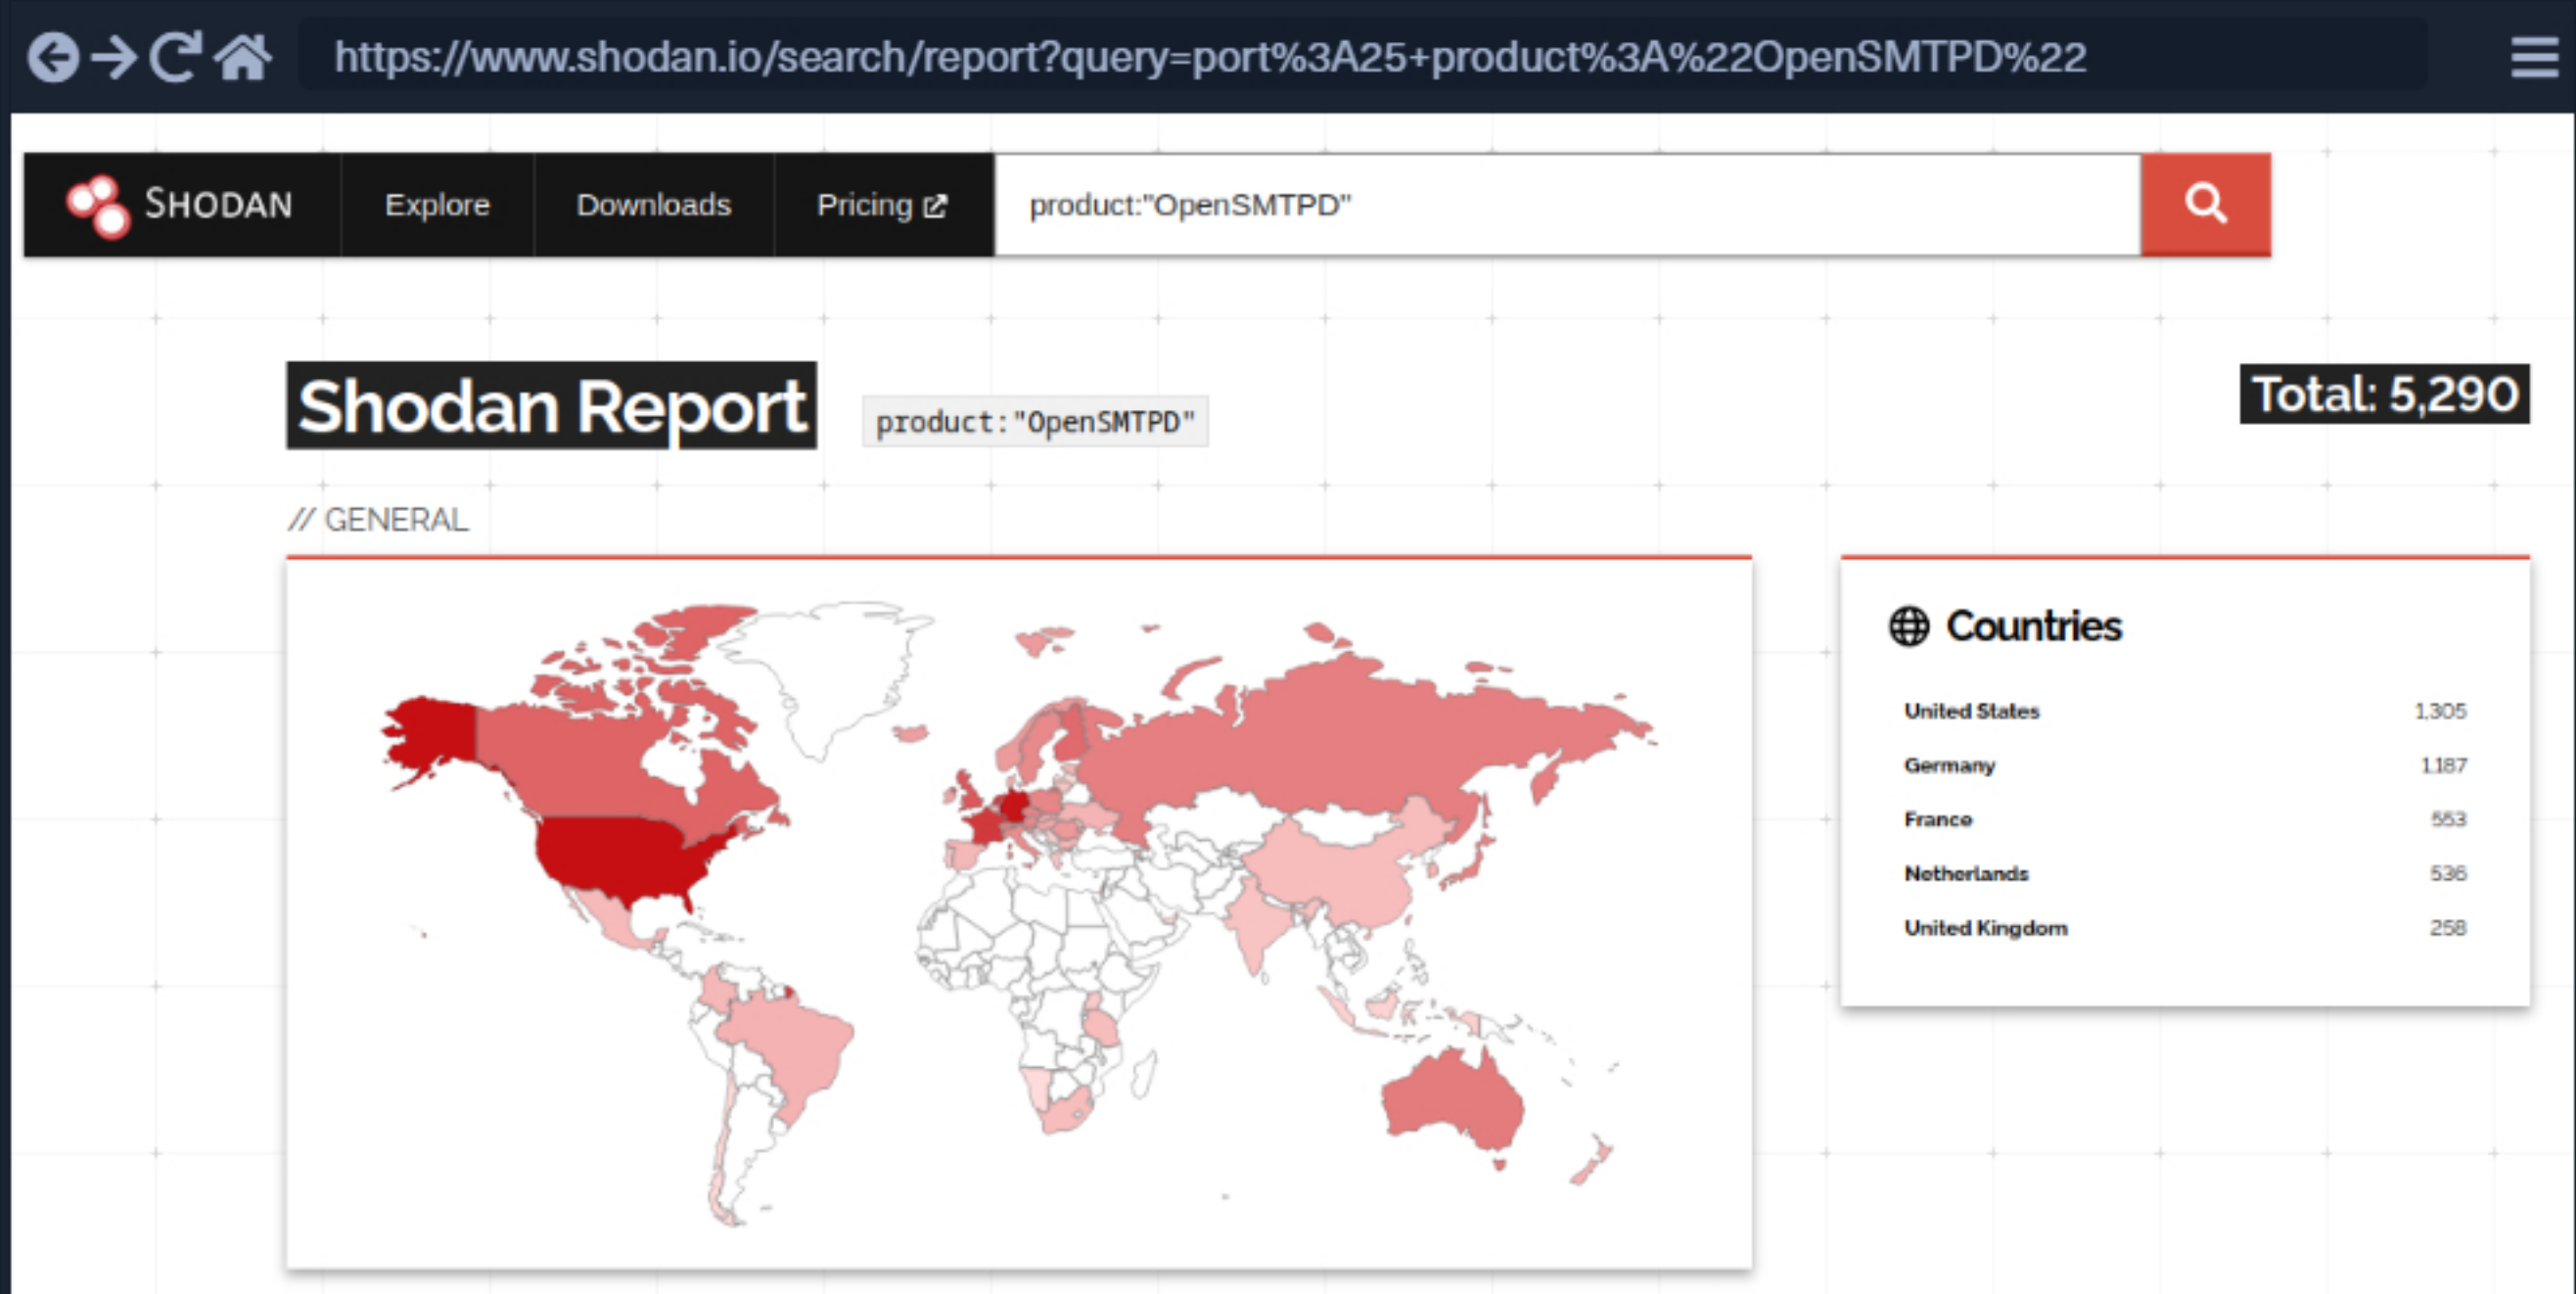 https://www.shodan.io/search/report?query=port%3A25+product%3A%22OpenSMTPD%22
SHODAN Explore Downloads Pricing product:"OpenSMTPD"
Shodan Report product:"OpenSMTPD" Total: 5,290
// GENERAL
Countries
United States 1,305
Germany 1,187
France 553
Netherlands 536
United Kingdom 258